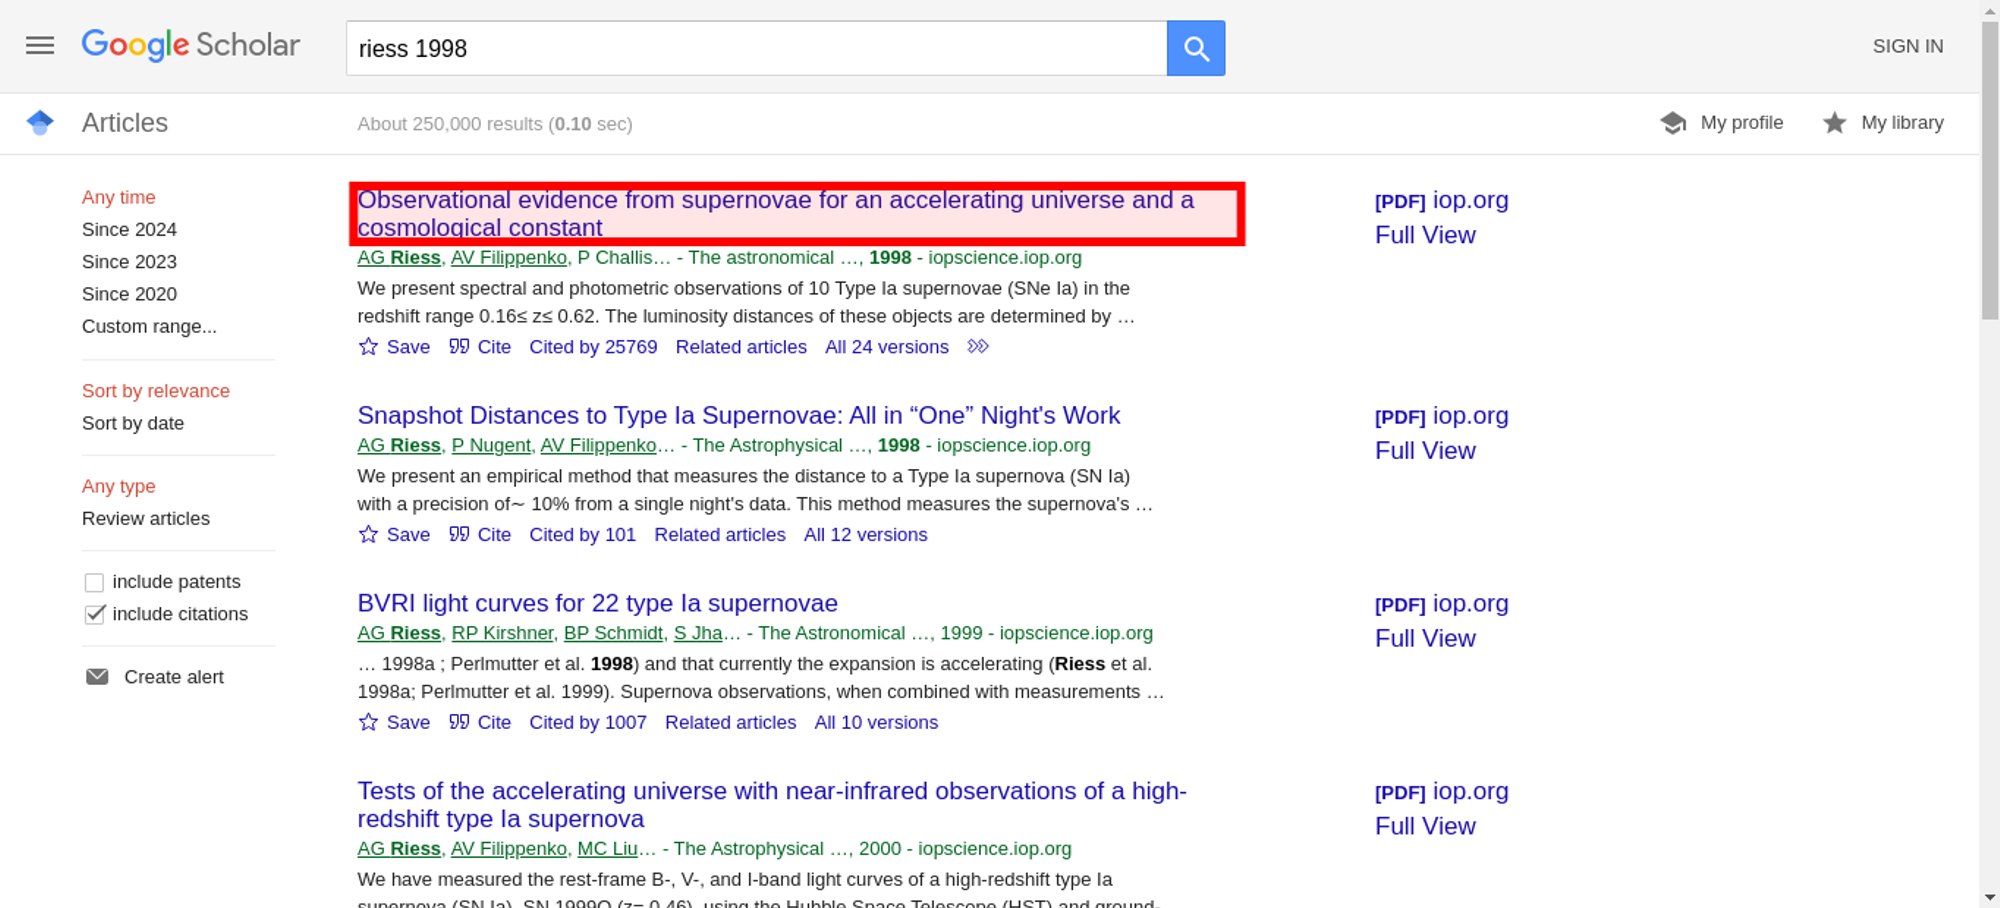 Google Scholar
riess 1998
SIGN IN
Articles
About 250,000 results (0.10 sec)
My profile
My library
Any time
Since 2024
Since 2023
Since 2020
Custom range...
Sort by relevance
Sort by date
Any type
Review articles
include patents
include citations
Create alert
Observational evidence from supernovae for an accelerating universe and a
cosmological constant
AG Riess, AV Filippenko, P Challis… - The astronomical …, 1998 - iopscience.iop.org
We present spectral and photometric observations of 10 Type Ia supernovae (SNe Ia) in the
redshift range 0.16≤ z≤ 0.62. The luminosity distances of these objects are determined by …
Save Cite Cited by 25769 Related articles All 24 versions
[PDF] iop.org
Full View
Snapshot Distances to Type Ia Supernovae: All in “One” Night's Work
AG Riess, P Nugent, AV Filippenko… - The Astrophysical …, 1998 - iopscience.iop.org
We present an empirical method that measures the distance to a Type Ia supernova (SN Ia)
with a precision of∼ 10% from a single night's data. This method measures the supernova's …
Save Cite Cited by 101 Related articles All 12 versions
[PDF] iop.org
Full View
BVRI light curves for 22 type Ia supernovae
AG Riess, RP Kirshner, BP Schmidt, S Jha… - The Astronomical …, 1999 - iopscience.iop.org
… 1998a ; Perlmutter et al. 1998) and that currently the expansion is accelerating (Riess et al.
1998a; Perlmutter et al. 1999). Supernova observations, when combined with measurements …
Save Cite Cited by 1007 Related articles All 10 versions
[PDF] iop.org
Full View
Tests of the accelerating universe with near-infrared observations of a high-
redshift type Ia supernova
AG Riess, AV Filippenko, MC Liu… - The Astrophysical …, 2000 - iopscience.iop.org
We have measured the rest-frame B-, V-, and I-band light curves of a high-redshift type Ia
supernova (SN Ia), SN 1999Q (z= 0.46), using the Hubble Space Telescope (HST) and ground-
[PDF] iop.org
Full View